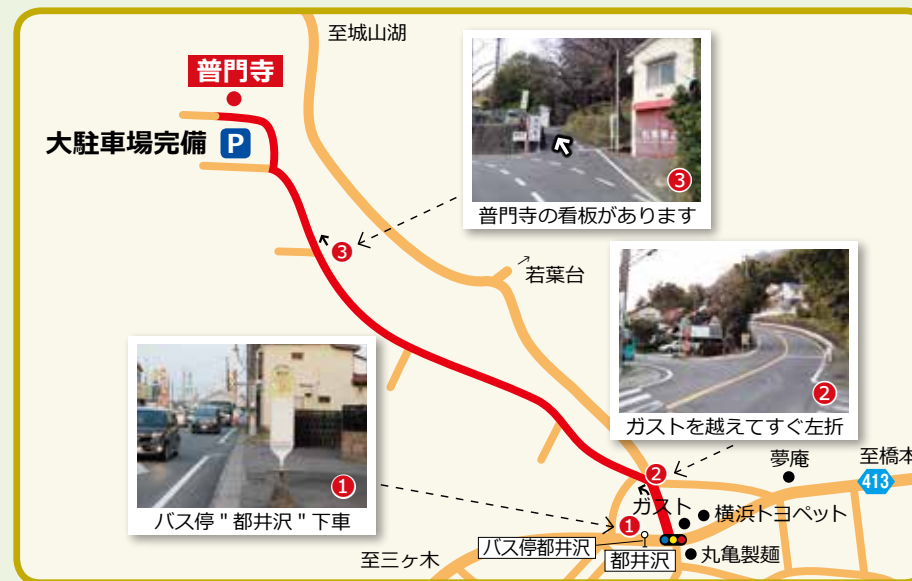 至城山湖
普門寺
大駐車場完備 P
3
普門寺の看板があります
3
若葉台
2
ガストを越えてすぐ左折
1
バス停"都井沢"下車
2
夢庵
至橋本
413
ガスト
横浜トヨペット
1
バス停都井沢
都井沢
丸亀製麺
至三ヶ木